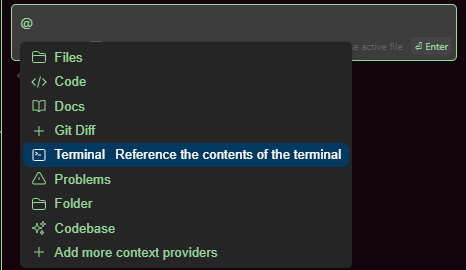 @
e active file ⏎ Enter
Files
Code
Docs
Git Diff
Terminal Reference the contents of the terminal
Problems
Folder
Codebase
Add more context providers